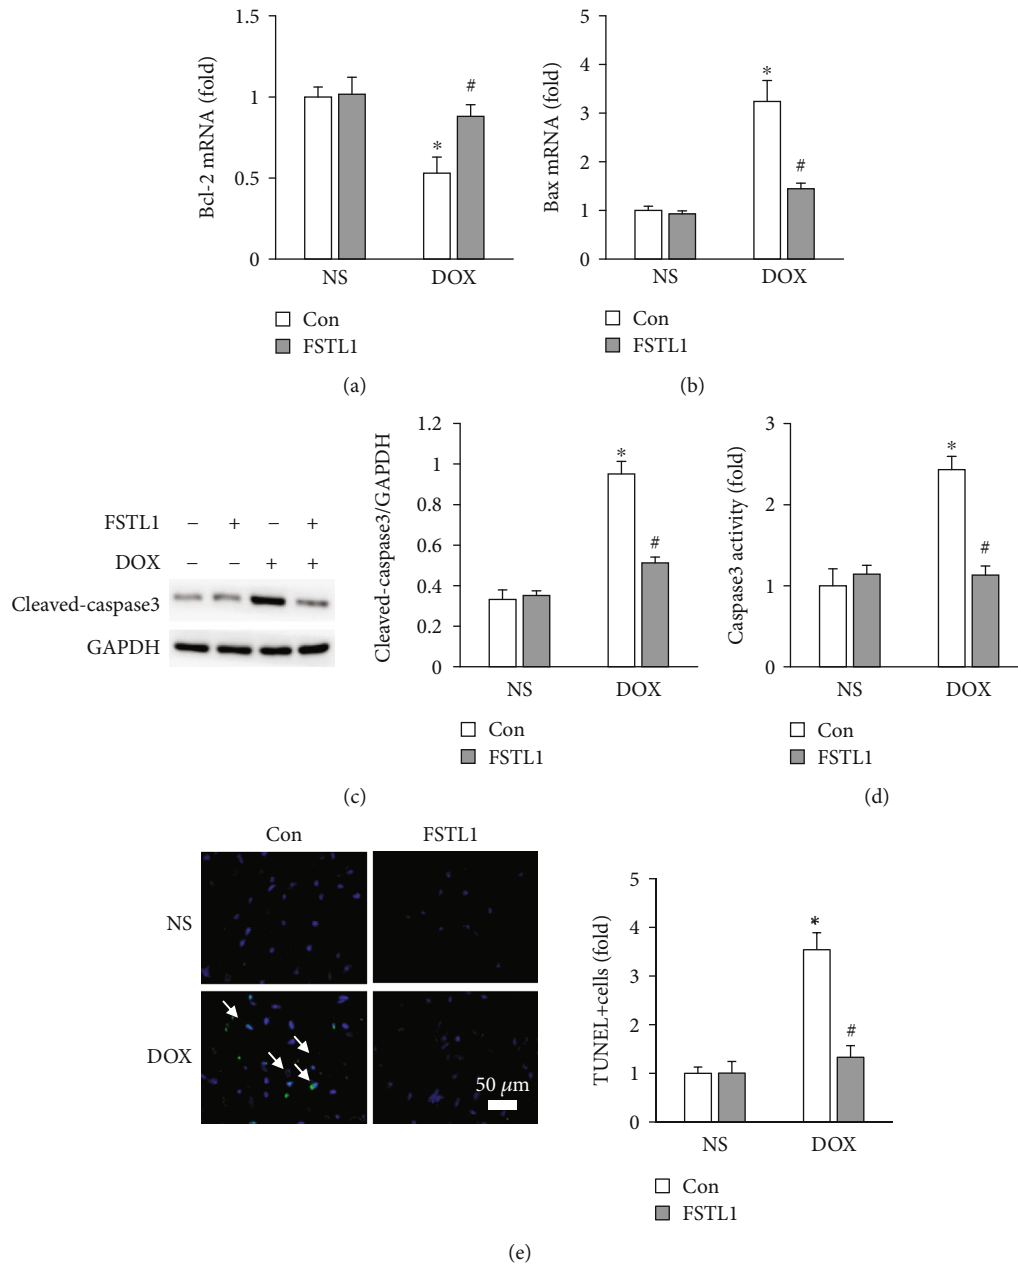 Bcl-2 mRNA (fold)
1.5
1
0.5
0
*
#
NS
DOX
Con
FSTL1
(a)
Bax mRNA (fold)
5
4
3
2
1
0
*
#
NS
DOX
Con
FSTL1
(b)
FSTL1 – + – +
DOX – – + +
Cleaved-caspase3
GAPDH
Cleaved-caspase3/GAPDH
1.2
1
0.8
0.6
0.4
0.2
0
*
#
NS
DOX
Con
FSTL1
(c)
Caspase3 activity (fold)
3
2.5
2
1
0
*
#
NS
DOX
Con
FSTL1
(d)
Con FSTL1
NS
DOX
50 μm
TUNEL+cells (fold)
5
4
3
2
1
0
*
#
NS
DOX
Con
FSTL1
(e)